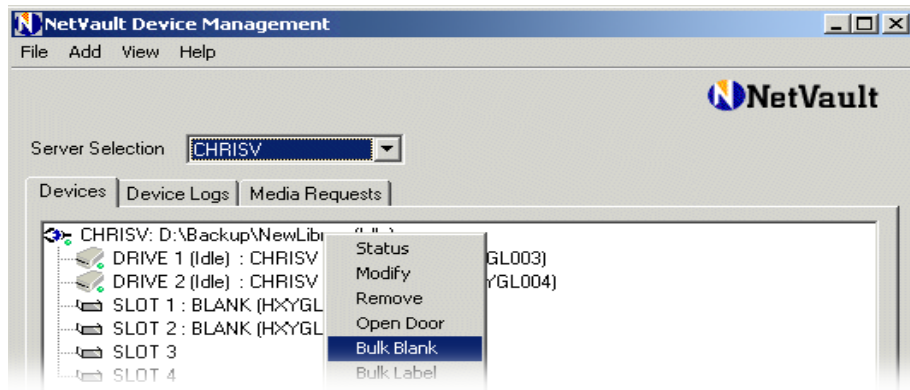 NetVault Device Management
File Add View Help
NetVault
Server Selection CHRISV
Devices Device Logs Media Requests
CHRISV: D:\Backup\NewLibr
DRIVE 1 (Idle) : CHRISV GL003)
DRIVE 2 (Idle) : CHRISV YGL004)
SLOT 1 : BLANK (HXYGL
SLOT 2 : BLANK (HXYGL
SLOT 3
SLOT 4
Status
Modify
Remove
Open Door
Bulk Blank
Bulk Label